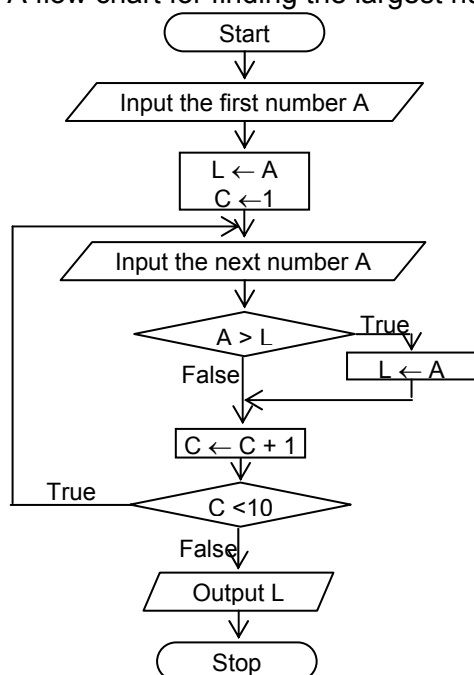 A flow chart for finding the largest
Start
Input the first number A
L ← A
C ←1
Input the next number A
A > L
True
False
L ← A
C ← C + 1
True
C <10
False
Output L
Stop